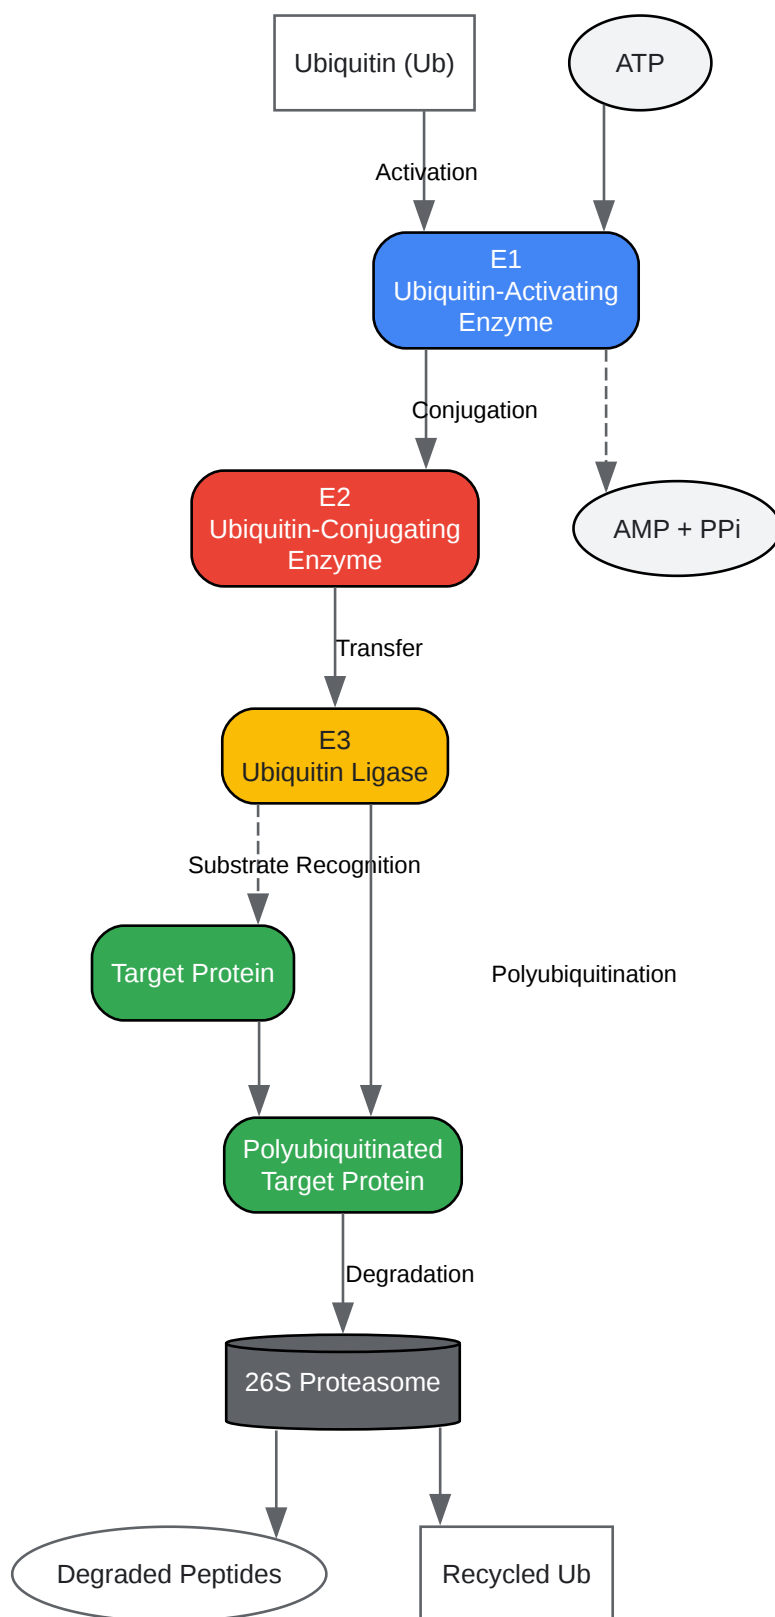 Ubiquitin (Ub)
ATP
Activation
E1
Ubiquitin-Activating
Enzyme
Conjugation
E2
Ubiquitin-Conjugating
Enzyme
AMP + PPi
Transfer
E3
Ubiquitin Ligase
Substrate Recognition
Target Protein
Polyubiquitination
Polyubiquitinated
Target Protein
Degradation
26S Proteasome
Degraded Peptides
Recycled Ub